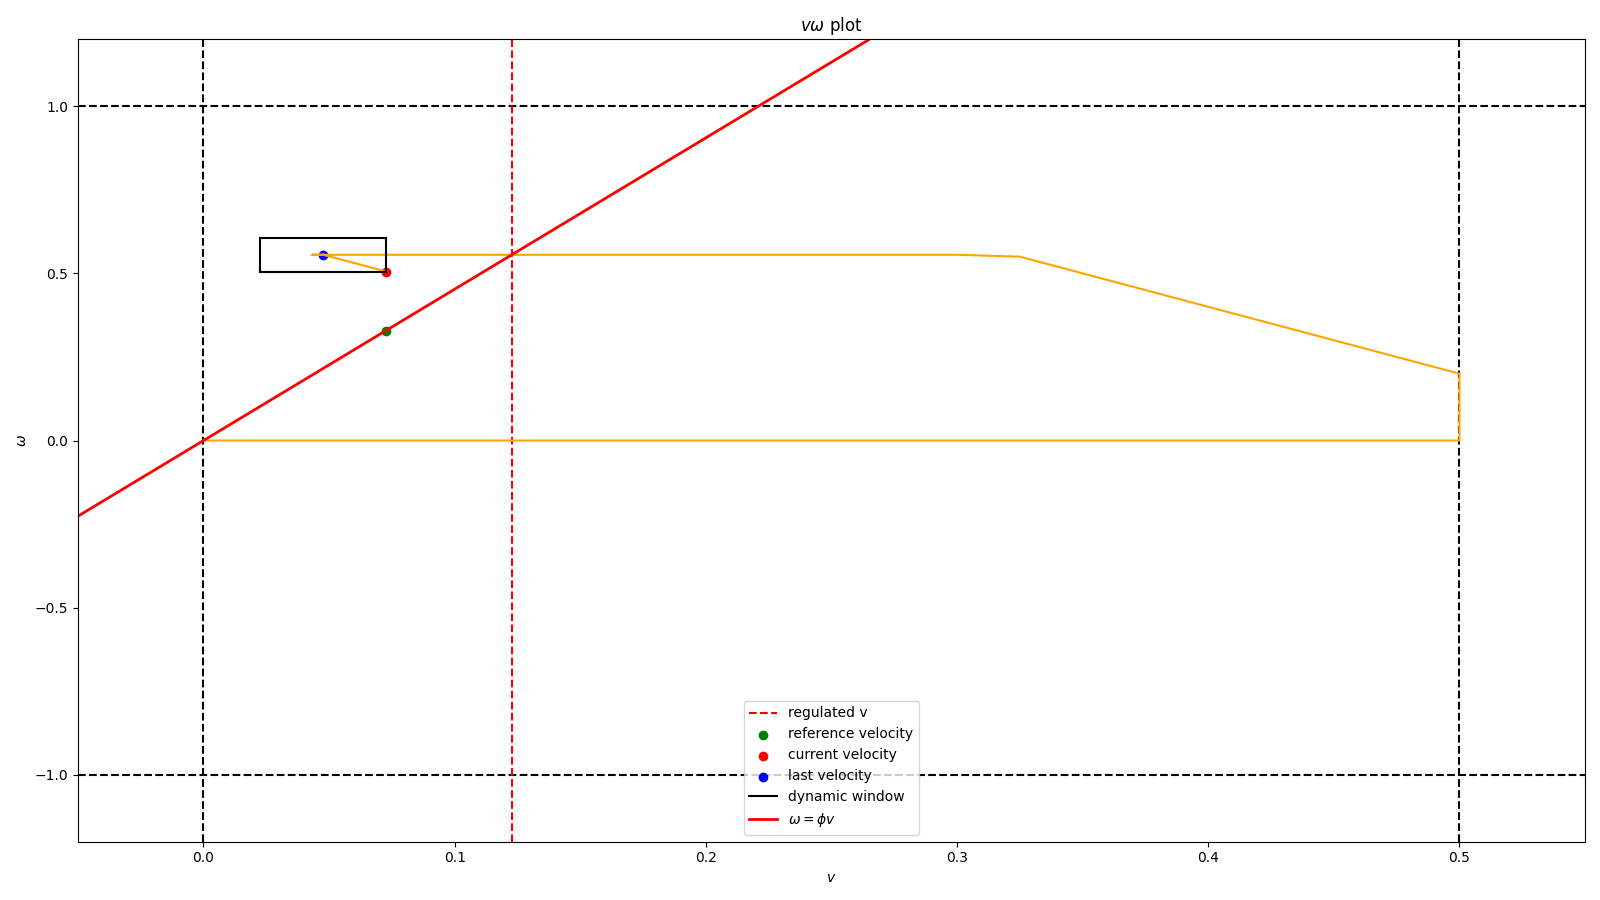 vω plot
1.0
0.5
0.0
−0.5
−1.0
ω
0.0 0.1 0.2 0.3 0.4 0.5
v
regulated v
reference velocity
current velocity
last velocity
dynamic window
ω = ϕv